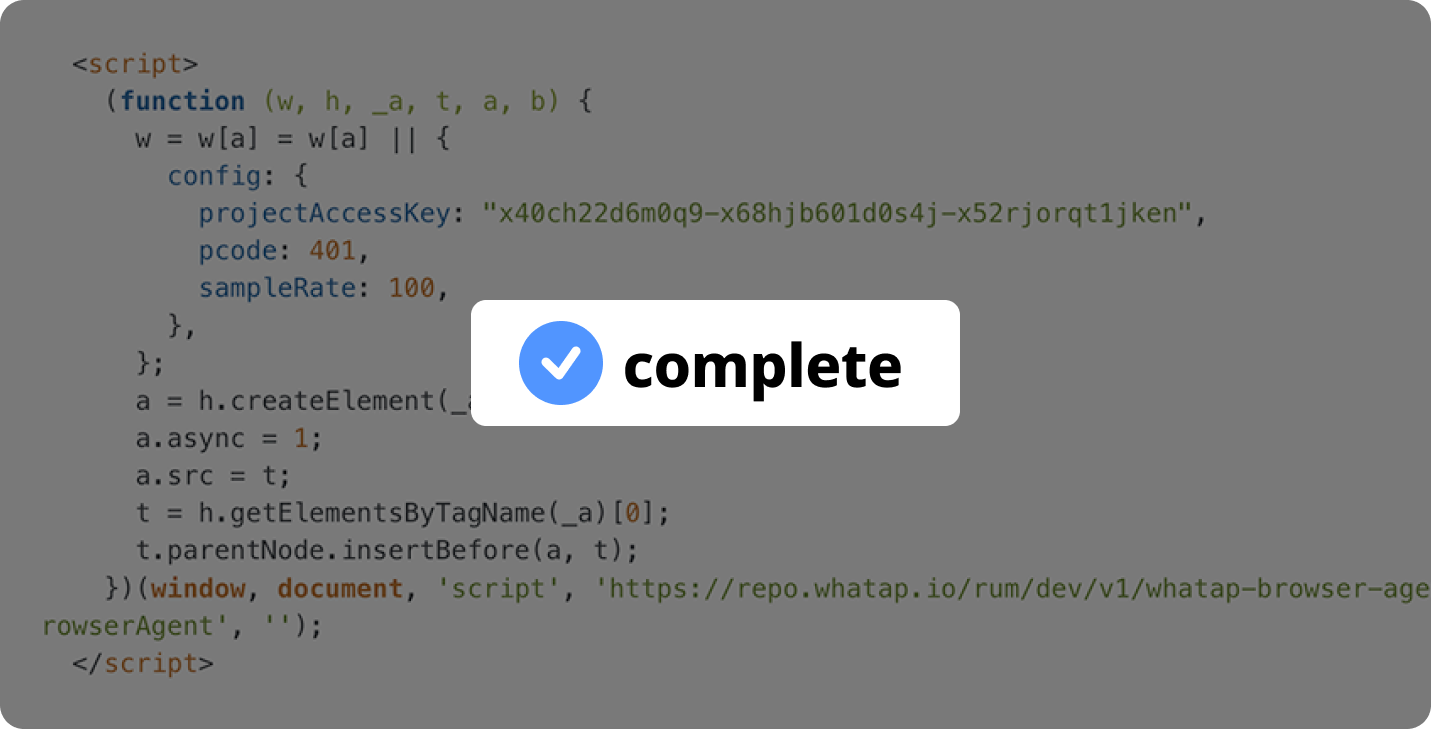 <script>
(function (w, h, _a, t, a, b) {
w = w[a] = w[a] || {
config: {
projectAccessKey: "x40ch22d6m0q9-x68hjb601d0s4j-x52rjorqt1jken",
pcode: 401,
sampleRate: 100,
},
};
complete
a = h.createElement(_a
a.async = 1;
a.src = t;
t = h.getElementsByTagName(_a)[0];
t.parentNode.insertBefore(a, t);
})(window, document, 'script', 'https://repo.whatap.io/rum/dev/v1/whatap-browser-age
rowserAgent', '');
</script>